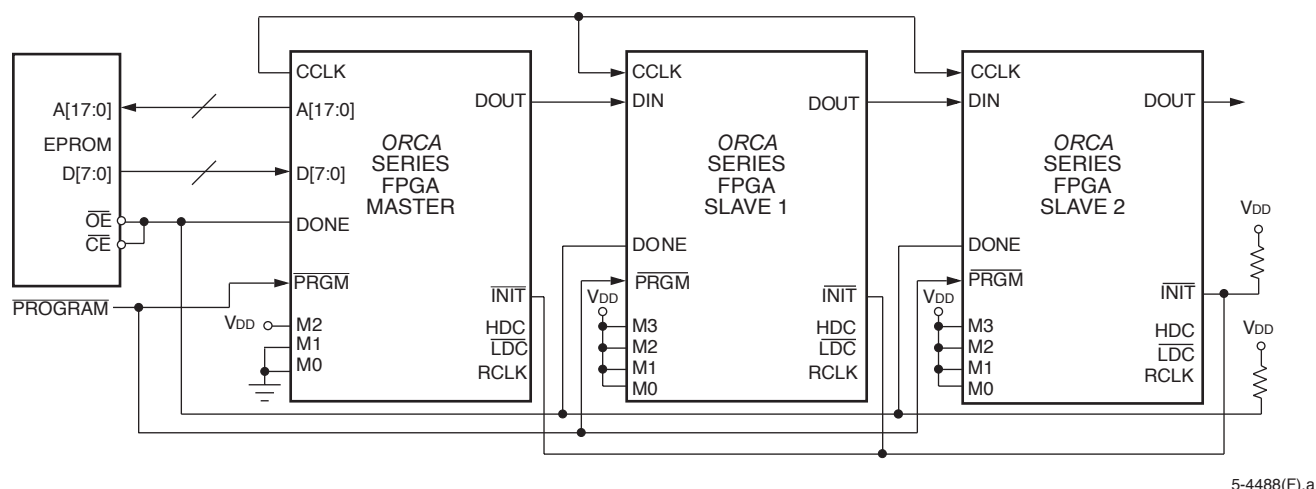 A[17:0]
EPROM
D[7:0]
OE
CE
PROGRAM
CCLK
A[17:0]
D[7:0]
DONE
PRGM
VDD
M2
M1
M0
DOUT
ORCA
SERIES
FPGA
MASTER
INIT
HDC
LDC
RCLK
CCLK
DIN
DONE
PRGM
VDD
M3
M2
M1
M0
DOUT
ORCA
SERIES
FPGA
SLAVE 1
INIT
HDC
LDC
RCLK
CCLK
DIN
DONE
PRGM
VDD
M3
M2
M1
M0
DOUT
ORCA
SERIES
FPGA
SLAVE 2
INIT
HDC
LDC
RCLK
VDD
VDD
5-4488(F).a